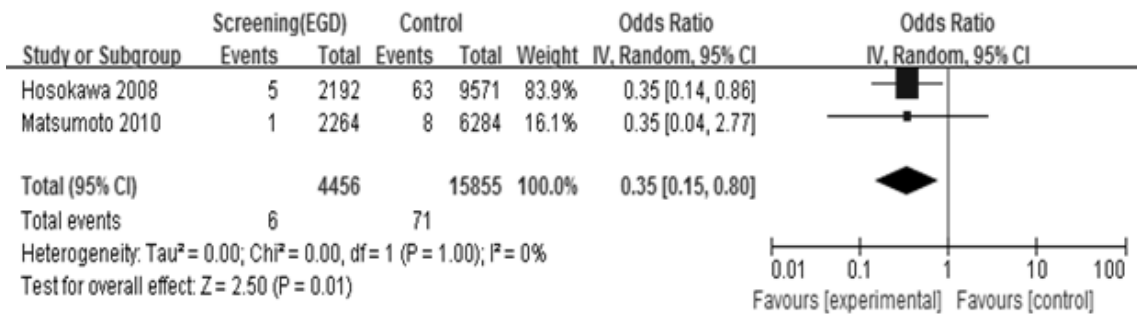 Screening(EGD) Control Odds Ratio Odds Ratio
Study or Subgroup Events Total Events Total Weight IV, Random, 95% CI IV, Random, 95% CI
Hosokawa 2008 5 2192 63 9571 83.9% 0.35 [0.14, 0.86]
Matsumoto 2010 1 2264 8 6284 16.1% 0.35 [0.04, 2.77]
Total (95% CI) 4456 15855 100.0% 0.35 [0.15, 0.80]
Total events 6 71
Heterogeneity: Tau² = 0.00; Chi² = 0.00, df = 1 (P = 1.00); I² = 0%
Test for overall effect: Z = 2.50 (P = 0.01)
0.01 0.1 1 10 100
Favours [experimental] Favours [control]